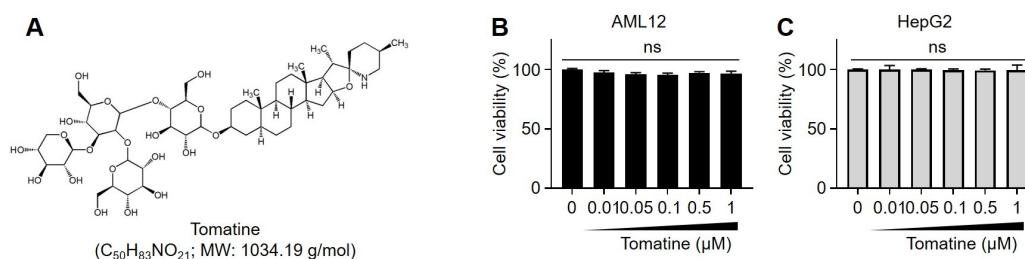 A
OH
OH
HO
OH
OH
OH
HO
OH
OH
OH
OH
HO
OH
OH
O
O
O
O
O
O
O
O
O
H₃C
H₃C
H₃C
CH₃
NH
O
H
H
H
H
H
H
Tomatine
(C₅₀H₈₃NO₂₁; MW: 1034.19 g/mol)
B
AML12
ns
Cell viability (%)
100
50
0
0 0.01 0.05 0.1 0.5 1
Tomatine (µM)
C
HepG2
ns
Cell viability (%)
100
50
0
0 0.01 0.05 0.1 0.5 1
Tomatine (µM)